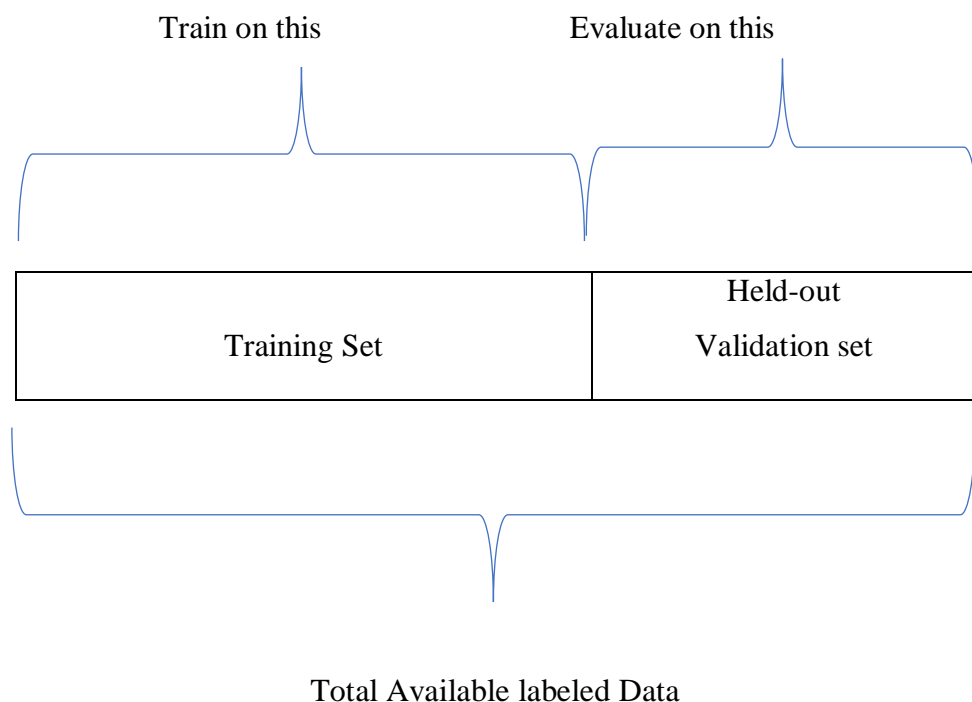 Train on this
Evaluate on this
Training Set
Held-out
Validation set
Total Available labeled Data